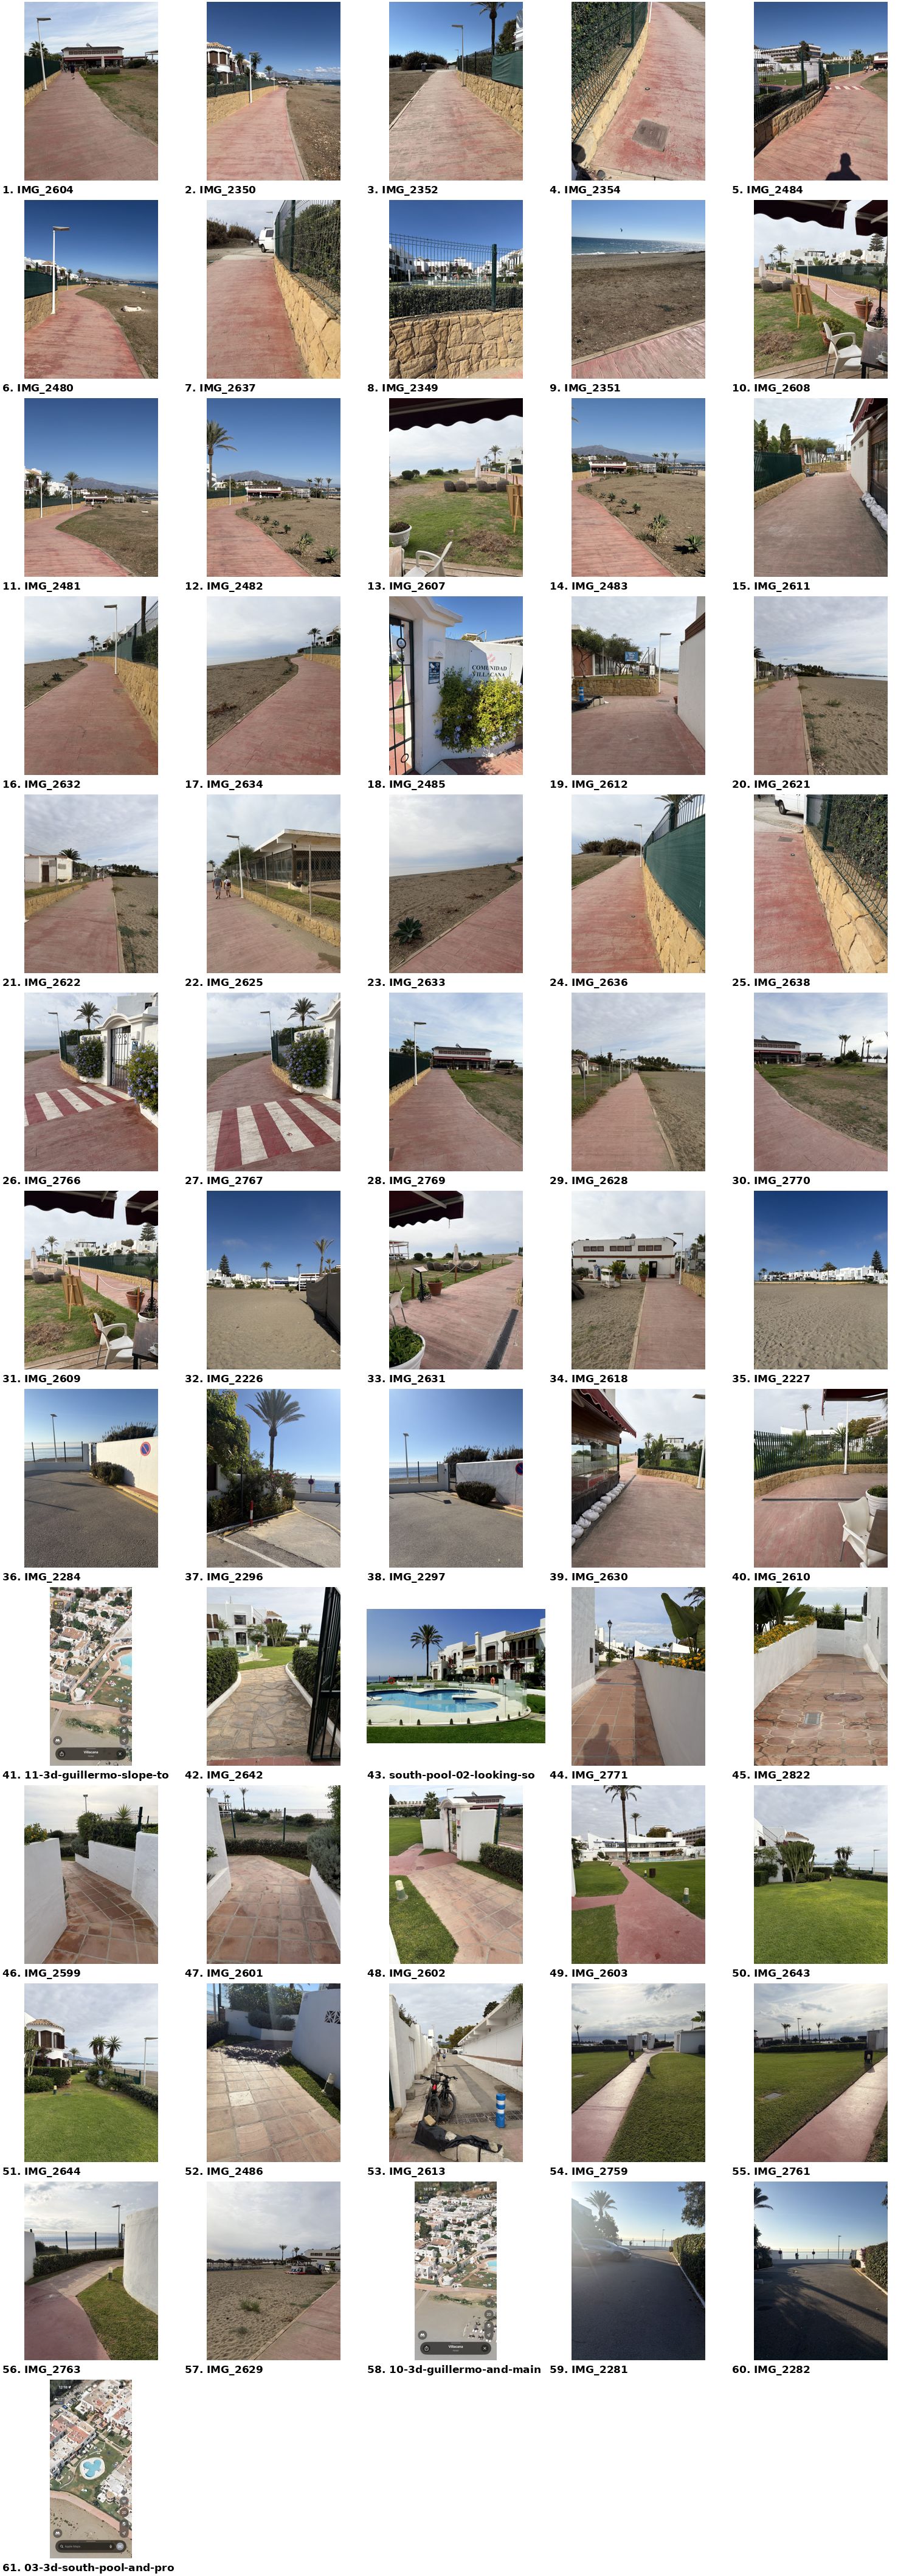 1. IMG_2604
2. IMG_2350
3. IMG_2352
4. IMG_2354
5. IMG_2484
6. IMG_2480
7. IMG_2637
8. IMG_2349
9. IMG_2351
10. IMG_2608
11. IMG_2481
12. IMG_2482
13. IMG_2607
14. IMG_2483
15. IMG_2611
COMUNIDAD
VILLACANA
16. IMG_2632
17. IMG_2634
18. IMG_2485
19. IMG_2612
20. IMG_2621
21. IMG_2622
22. IMG_2625
23. IMG_2633
24. IMG_2636
25. IMG_2638
26. IMG_2766
27. IMG_2767
28. IMG_2769
29. IMG_2628
30. IMG_2770
31. IMG_2609
32. IMG_2226
33. IMG_2631
34. IMG_2618
35. IMG_2227
36. IMG_2284
37. IMG_2296
38. IMG_2297
39. IMG_2630
40. IMG_2610
Villacana
41. 11-3d-guillermo-slope-to
42. IMG_2642
43. south-pool-02-looking-so
44. IMG_2771
45. IMG_2822
46. IMG_2599
47. IMG_2601
48. IMG_2602
49. IMG_2603
50. IMG_2643
51. IMG_2644
52. IMG_2486
53. IMG_2613
54. IMG_2759
55. IMG_2761
Villacana
56. IMG_2763
57. IMG_2629
58. 10-3d-guillermo-and-main
59. IMG_2281
60. IMG_2282
61. 03-3d-south-pool-and-pro